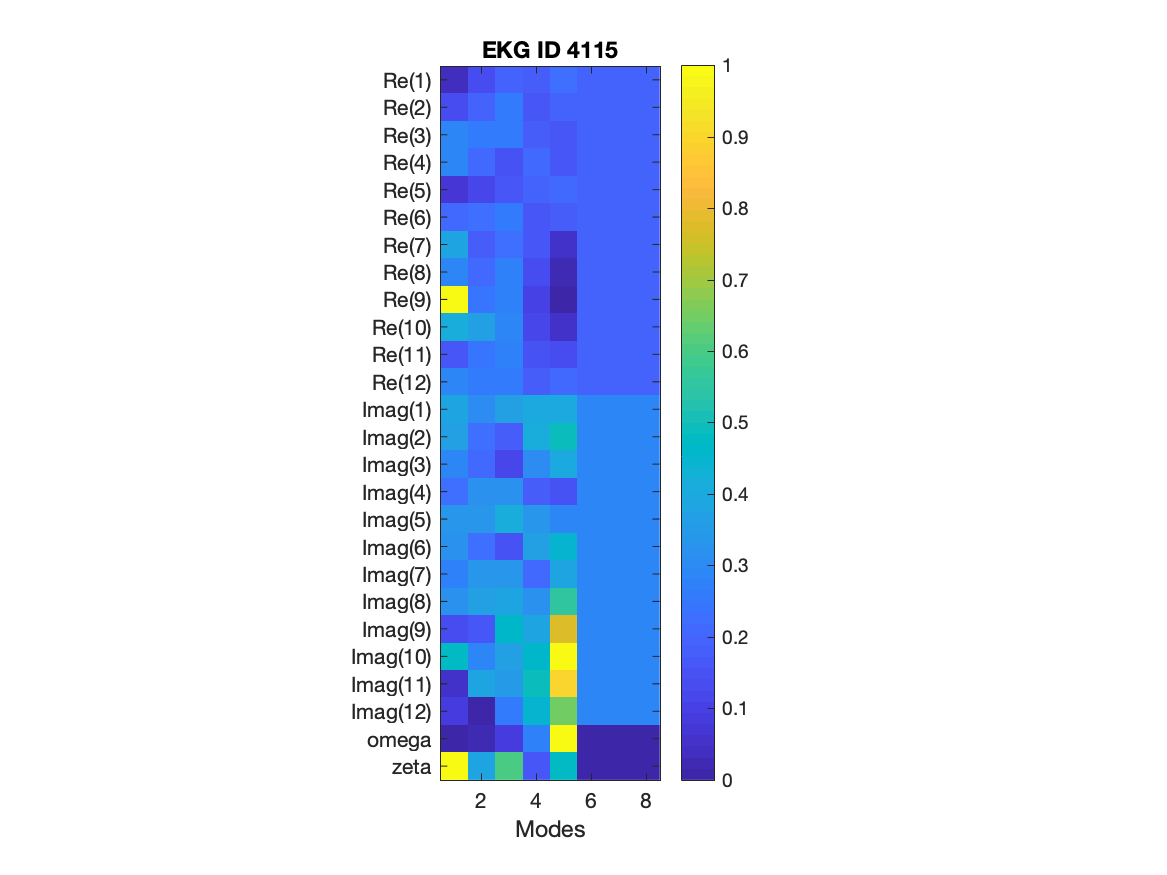 EKG ID 4115
Re(1)
Re(2)
Re(3)
Re(4)
Re(5)
Re(6)
Re(7)
Re(8)
Re(9)
Re(10)
Re(11)
Re(12)
Imag(1)
Imag(2)
Imag(3)
Imag(4)
Imag(5)
Imag(6)
Imag(7)
Imag(8)
Imag(9)
Imag(10)
Imag(11)
Imag(12)
omega
zeta
2 4 6 8
Modes
1
0.9
0.8
0.7
0.6
0.5
0.4
0.3
0.2
0.1
0